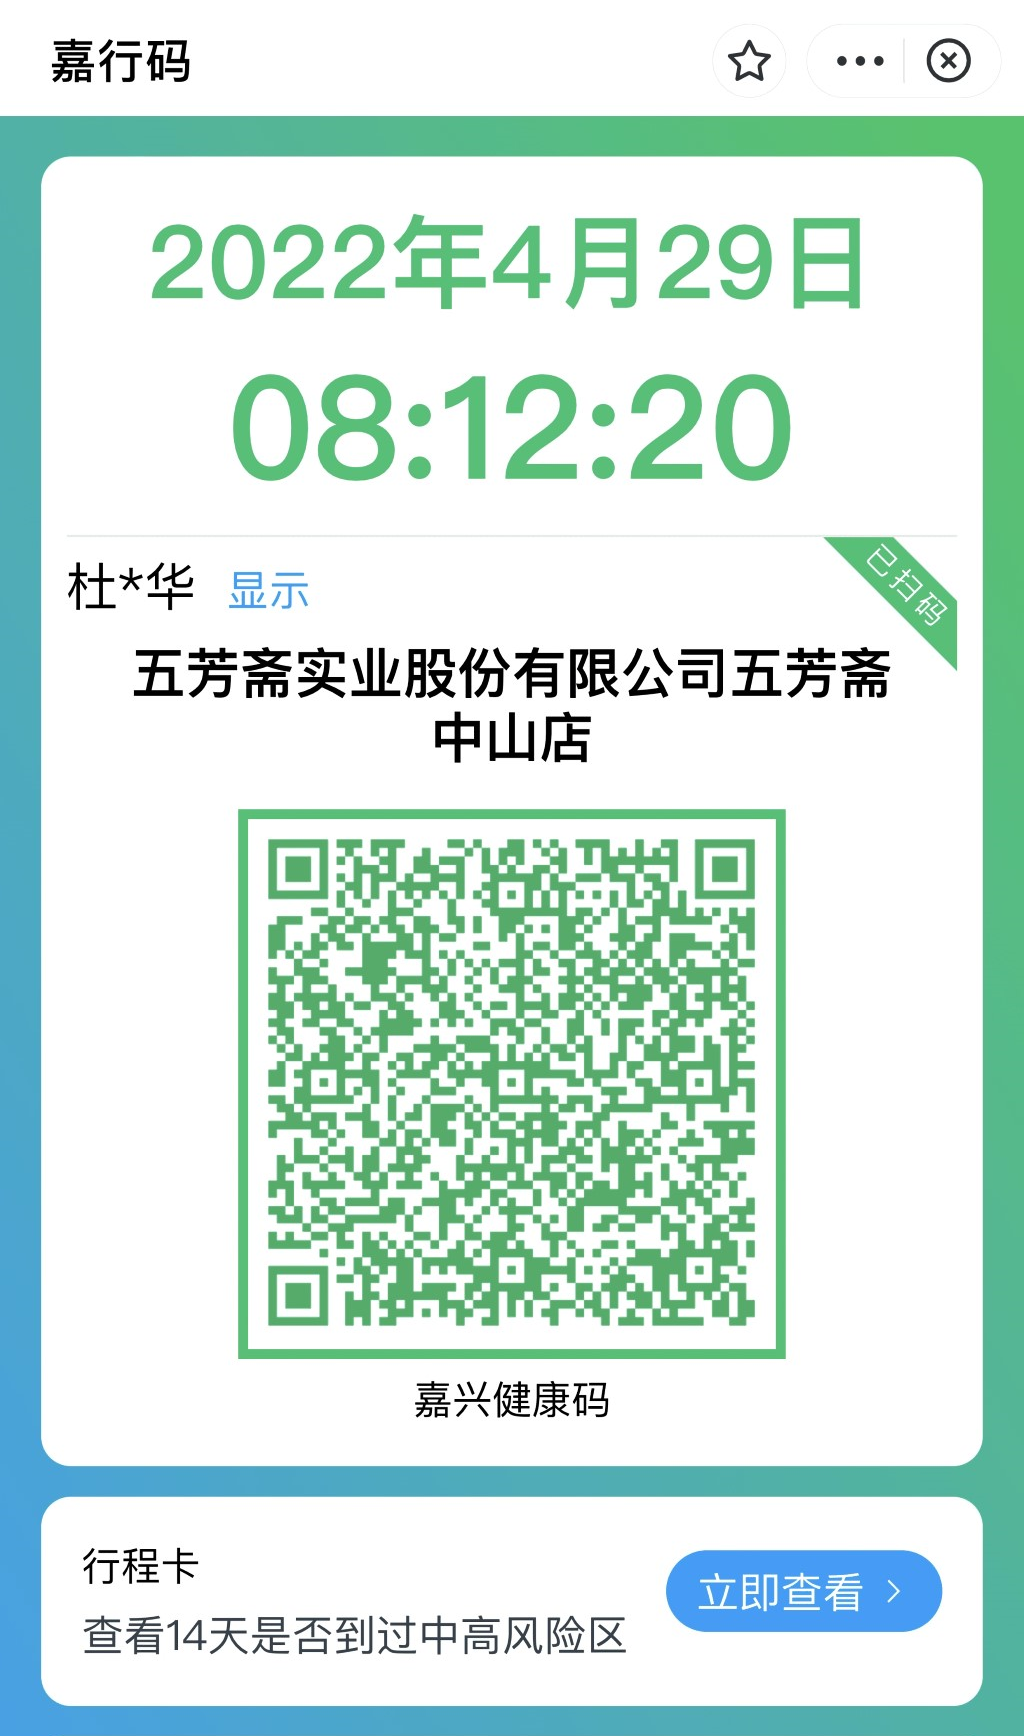 嘉行码
2022年4月29日
08:12:20
杜*华 显示
已扫码
五芳斋实业股份有限公司五芳斋
中山店
嘉兴健康码
行程卡
查看14天是否到过中高风险区
立即查看